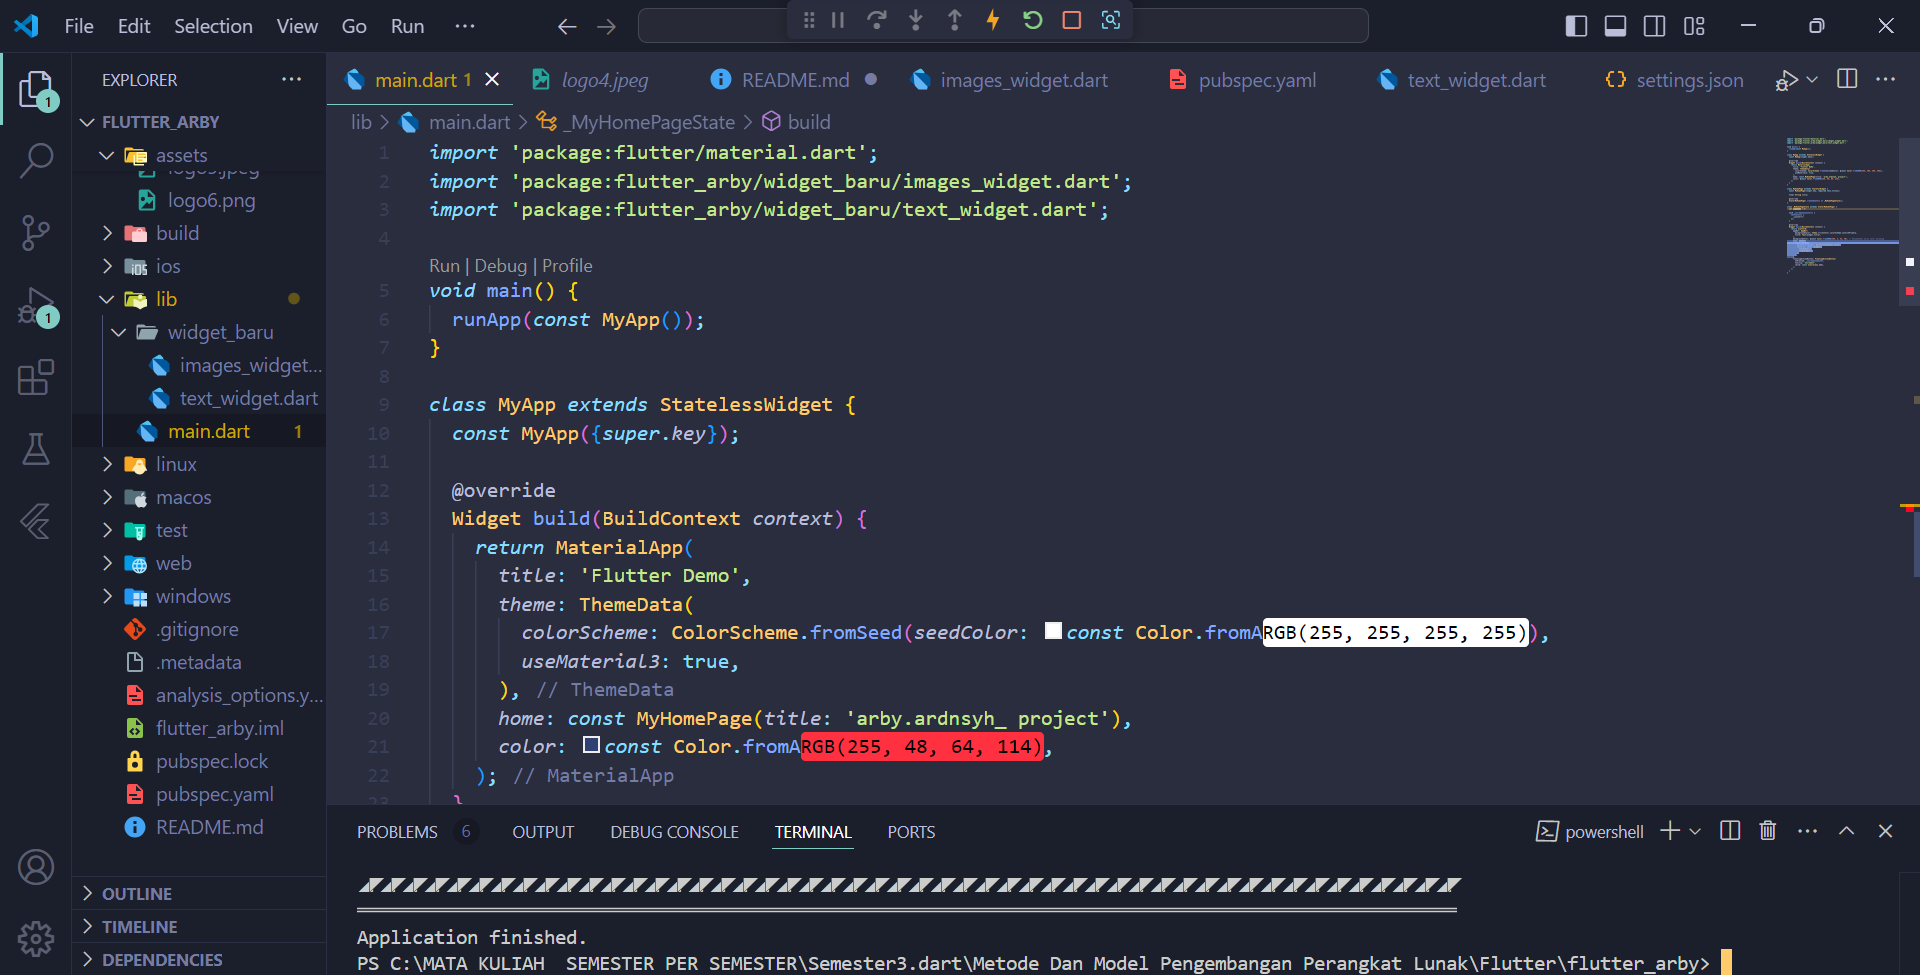 File Edit Selection View Go Run ···
EXPLORER ···
main.dart 1 logo4.jpeg README.md images_widget.dart pubspec.yaml text_widget.dart settings.json
FLUTTER_ARBY
assets
logo5.jpeg
logo6.png
build
ios
lib
widget_baru
images_widget...
text_widget.dart
main.dart 1
linux
macos
test
web
windows
.gitignore
.metadata
analysis_options.y...
flutter_arby.iml
pubspec.lock
pubspec.yaml
README.md
OUTLINE
TIMELINE
DEPENDENCIES
1
1
lib > main.dart > _MyHomePageState > build
1 import 'package:flutter/material.dart';
2 import 'package:flutter_arby/widget_baru/images_widget.dart';
3 import 'package:flutter_arby/widget_baru/text_widget.dart';
4
Run | Debug | Profile
5 void main() {
6 runApp(const MyApp());
7 }
8
9 class MyApp extends StatelessWidget {
10 const MyApp({super.key});
11
12 @override
13 Widget build(BuildContext context) {
14 return MaterialApp(
15 title: 'Flutter Demo',
16 theme: ThemeData(
17 colorScheme: ColorScheme.fromSeed(seedColor: const Color.fromARGB(255, 255, 255, 255)),
18 useMaterial3: true,
19 ), // ThemeData
20 home: const MyHomePage(title: 'arby.ardnsyh_ project'),
21 color: const Color.fromARGB(255, 48, 64, 114),
22 ); // MaterialApp
23 }
PROBLEMS 6 OUTPUT DEBUG CONSOLE TERMINAL PORTS
powershell
Application finished.
PS C:\MATA KULIAH  SEMESTER PER SEMESTER\Semester3.dart\Metode Dan Model Pengembangan Perangkat Lunak\Flutter\flutter_arby>